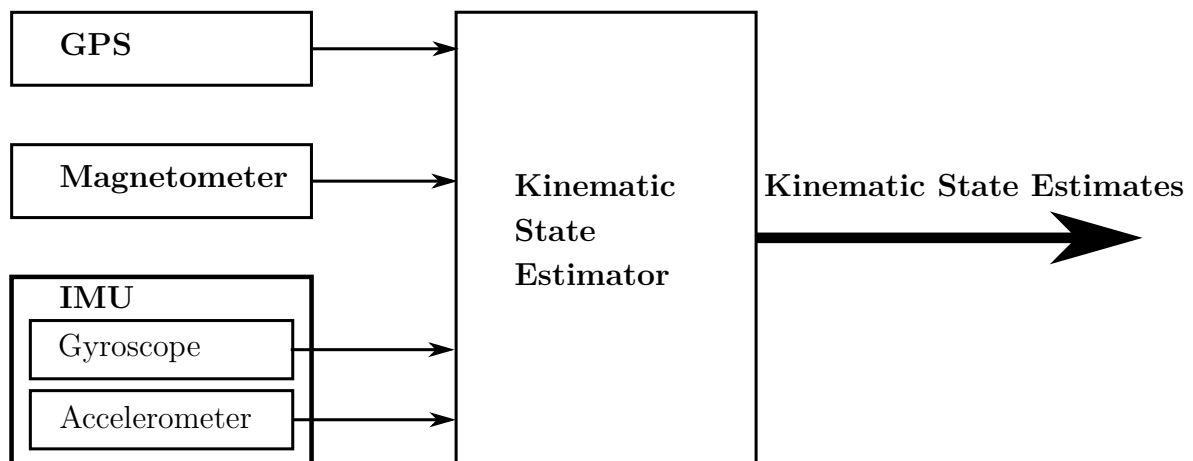 GPS
Magnetometer
IMU
Gyroscope
Accelerometer
Kinematic
State
Estimator
Kinematic State Estimates